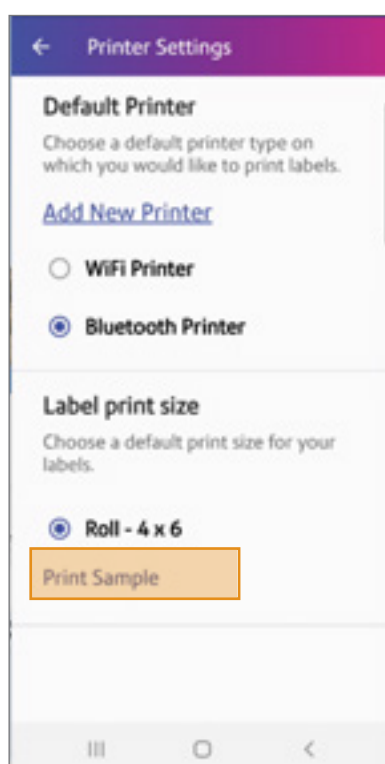 Printer Settings
Default Printer
Choose a default printer type on
which you would like to print labels.
Add New Printer
WiFi Printer
Bluetooth Printer
Label print size
Choose a default print size for your
labels.
Roll - 4 x 6
Print Sample